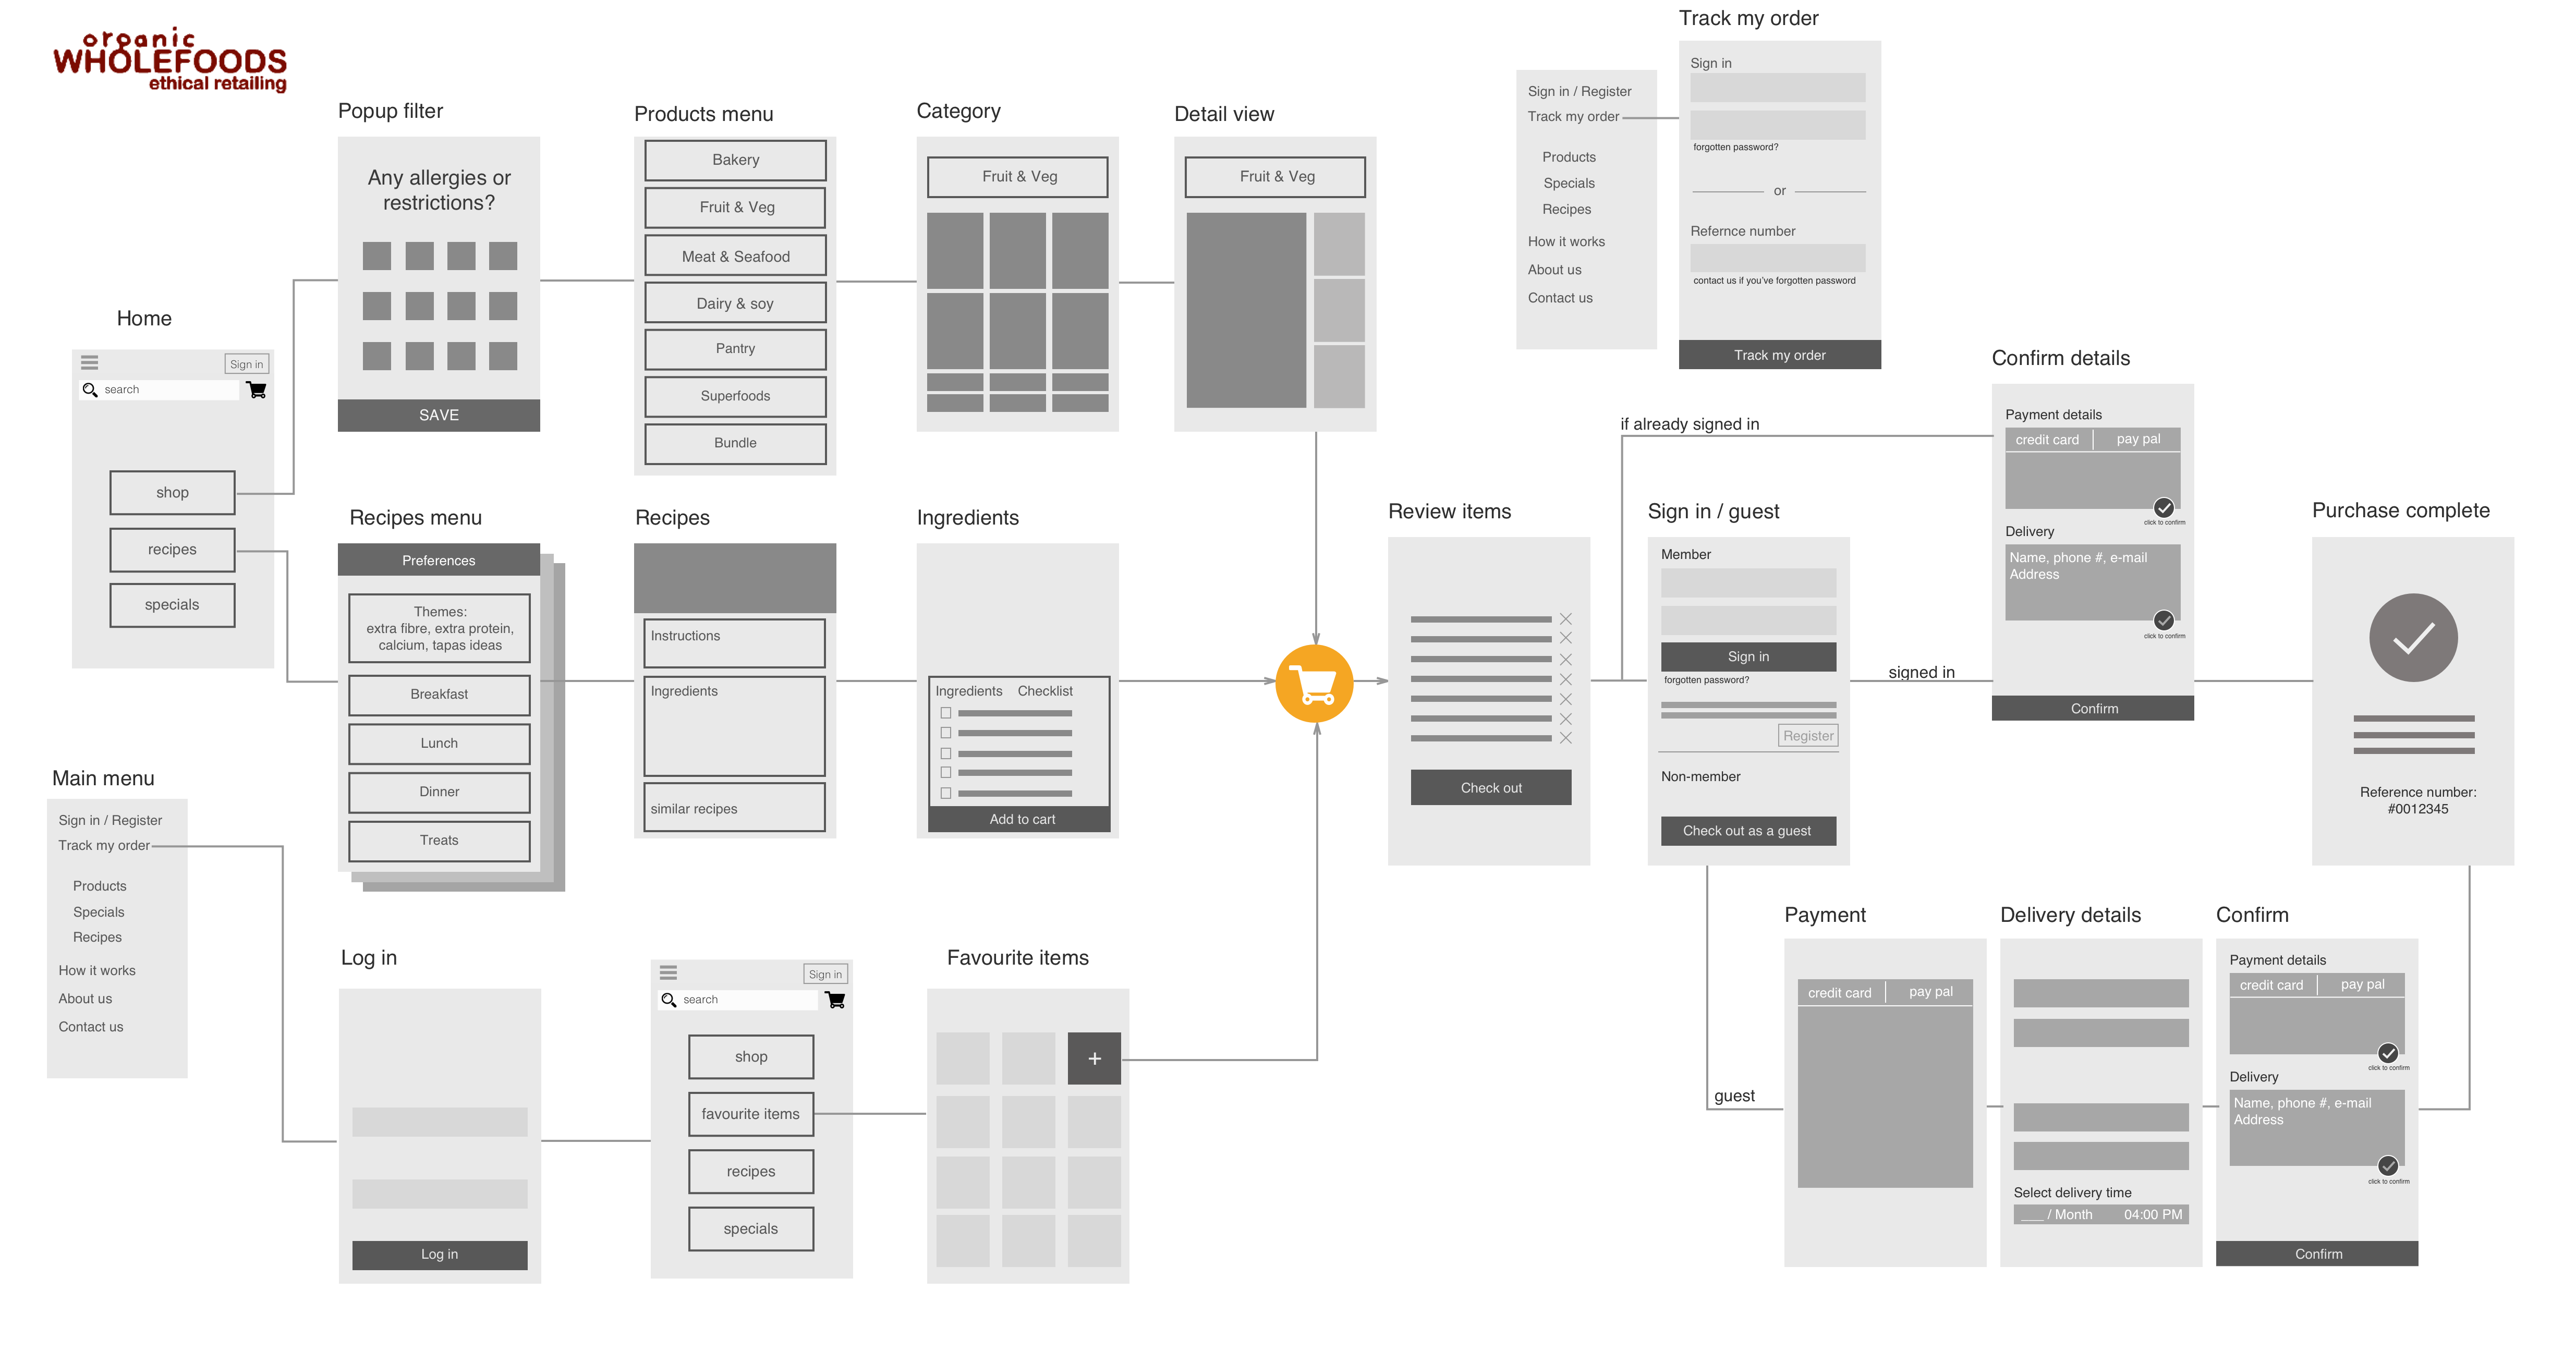 organic
WHOLEFOODS
ethical retailing
Home
Sign in
search
shop
recipes
specials
Popup filter
Any allergies or
restrictions?
SAVE
Products menu
Bakery
Fruit & Veg
Meat & Seafood
Dairy & soy
Pantry
Superfoods
Bundle
Category
Fruit & Veg
Detail view
Fruit & Veg
Recipes menu
Preferences
Themes:
extra fibre, extra protein,
calcium, tapas ideas
Breakfast
Lunch
Dinner
Treats
Recipes
Instructions
Ingredients
similar recipes
Ingredients
Ingredients Checklist
Add to cart
Main menu
Sign in / Register
Track my order
Products
Specials
Recipes
How it works
About us
Contact us
Log in
Log in
Sign in
search
shop
favourite items
recipes
specials
Favourite items
+
Sign in / Register
Track my order
Products
Specials
Recipes
How it works
About us
Contact us
Track my order
Sign in
forgotten password?
or
Refernce number
contact us if you've forgotten password
Track my order
Review items
Check out
if already signed in
Sign in / guest
Member
Sign in
forgotten password?
Register
Non-member
Check out as a guest
signed in
guest
Confirm details
Payment details
credit card pay pal
click to confirm
Delivery
Name, phone #, e-mail
Address
click to confirm
Confirm
Purchase complete
Reference number:
#0012345
Payment
credit card pay pal
Delivery details
Select delivery time
___ / Month 04:00 PM
Confirm
Payment details
credit card pay pal
click to confirm
Delivery
Name, phone #, e-mail
Address
click to confirm
Confirm